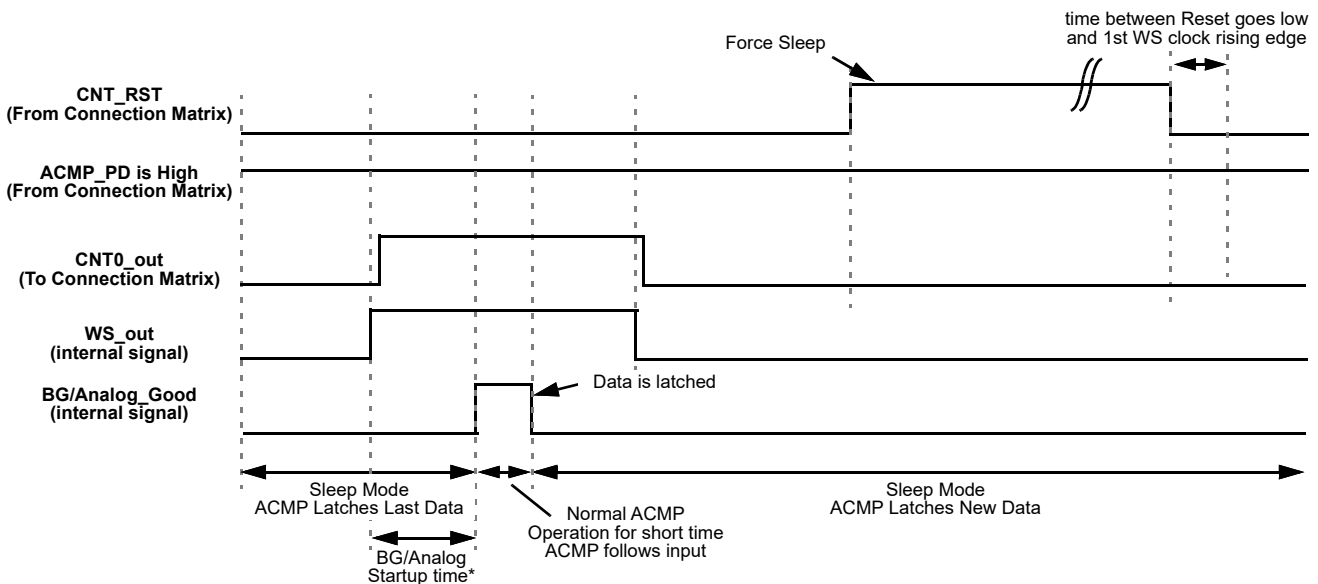 time between Reset goes low
and 1st WS clock rising edge
Force Sleep
CNT_RST
(From Connection Matrix)
ACMP_PD is High
(From Connection Matrix)
CNT0_out
(To Connection Matrix)
WS_out
(internal signal)
BG/Analog_Good
(internal signal)
Data is latched
Sleep Mode
ACMP Latches Last Data
Normal ACMP
Operation for short time
ACMP follows input
Sleep Mode
ACMP Latches New Data
BG/Analog
Startup time*